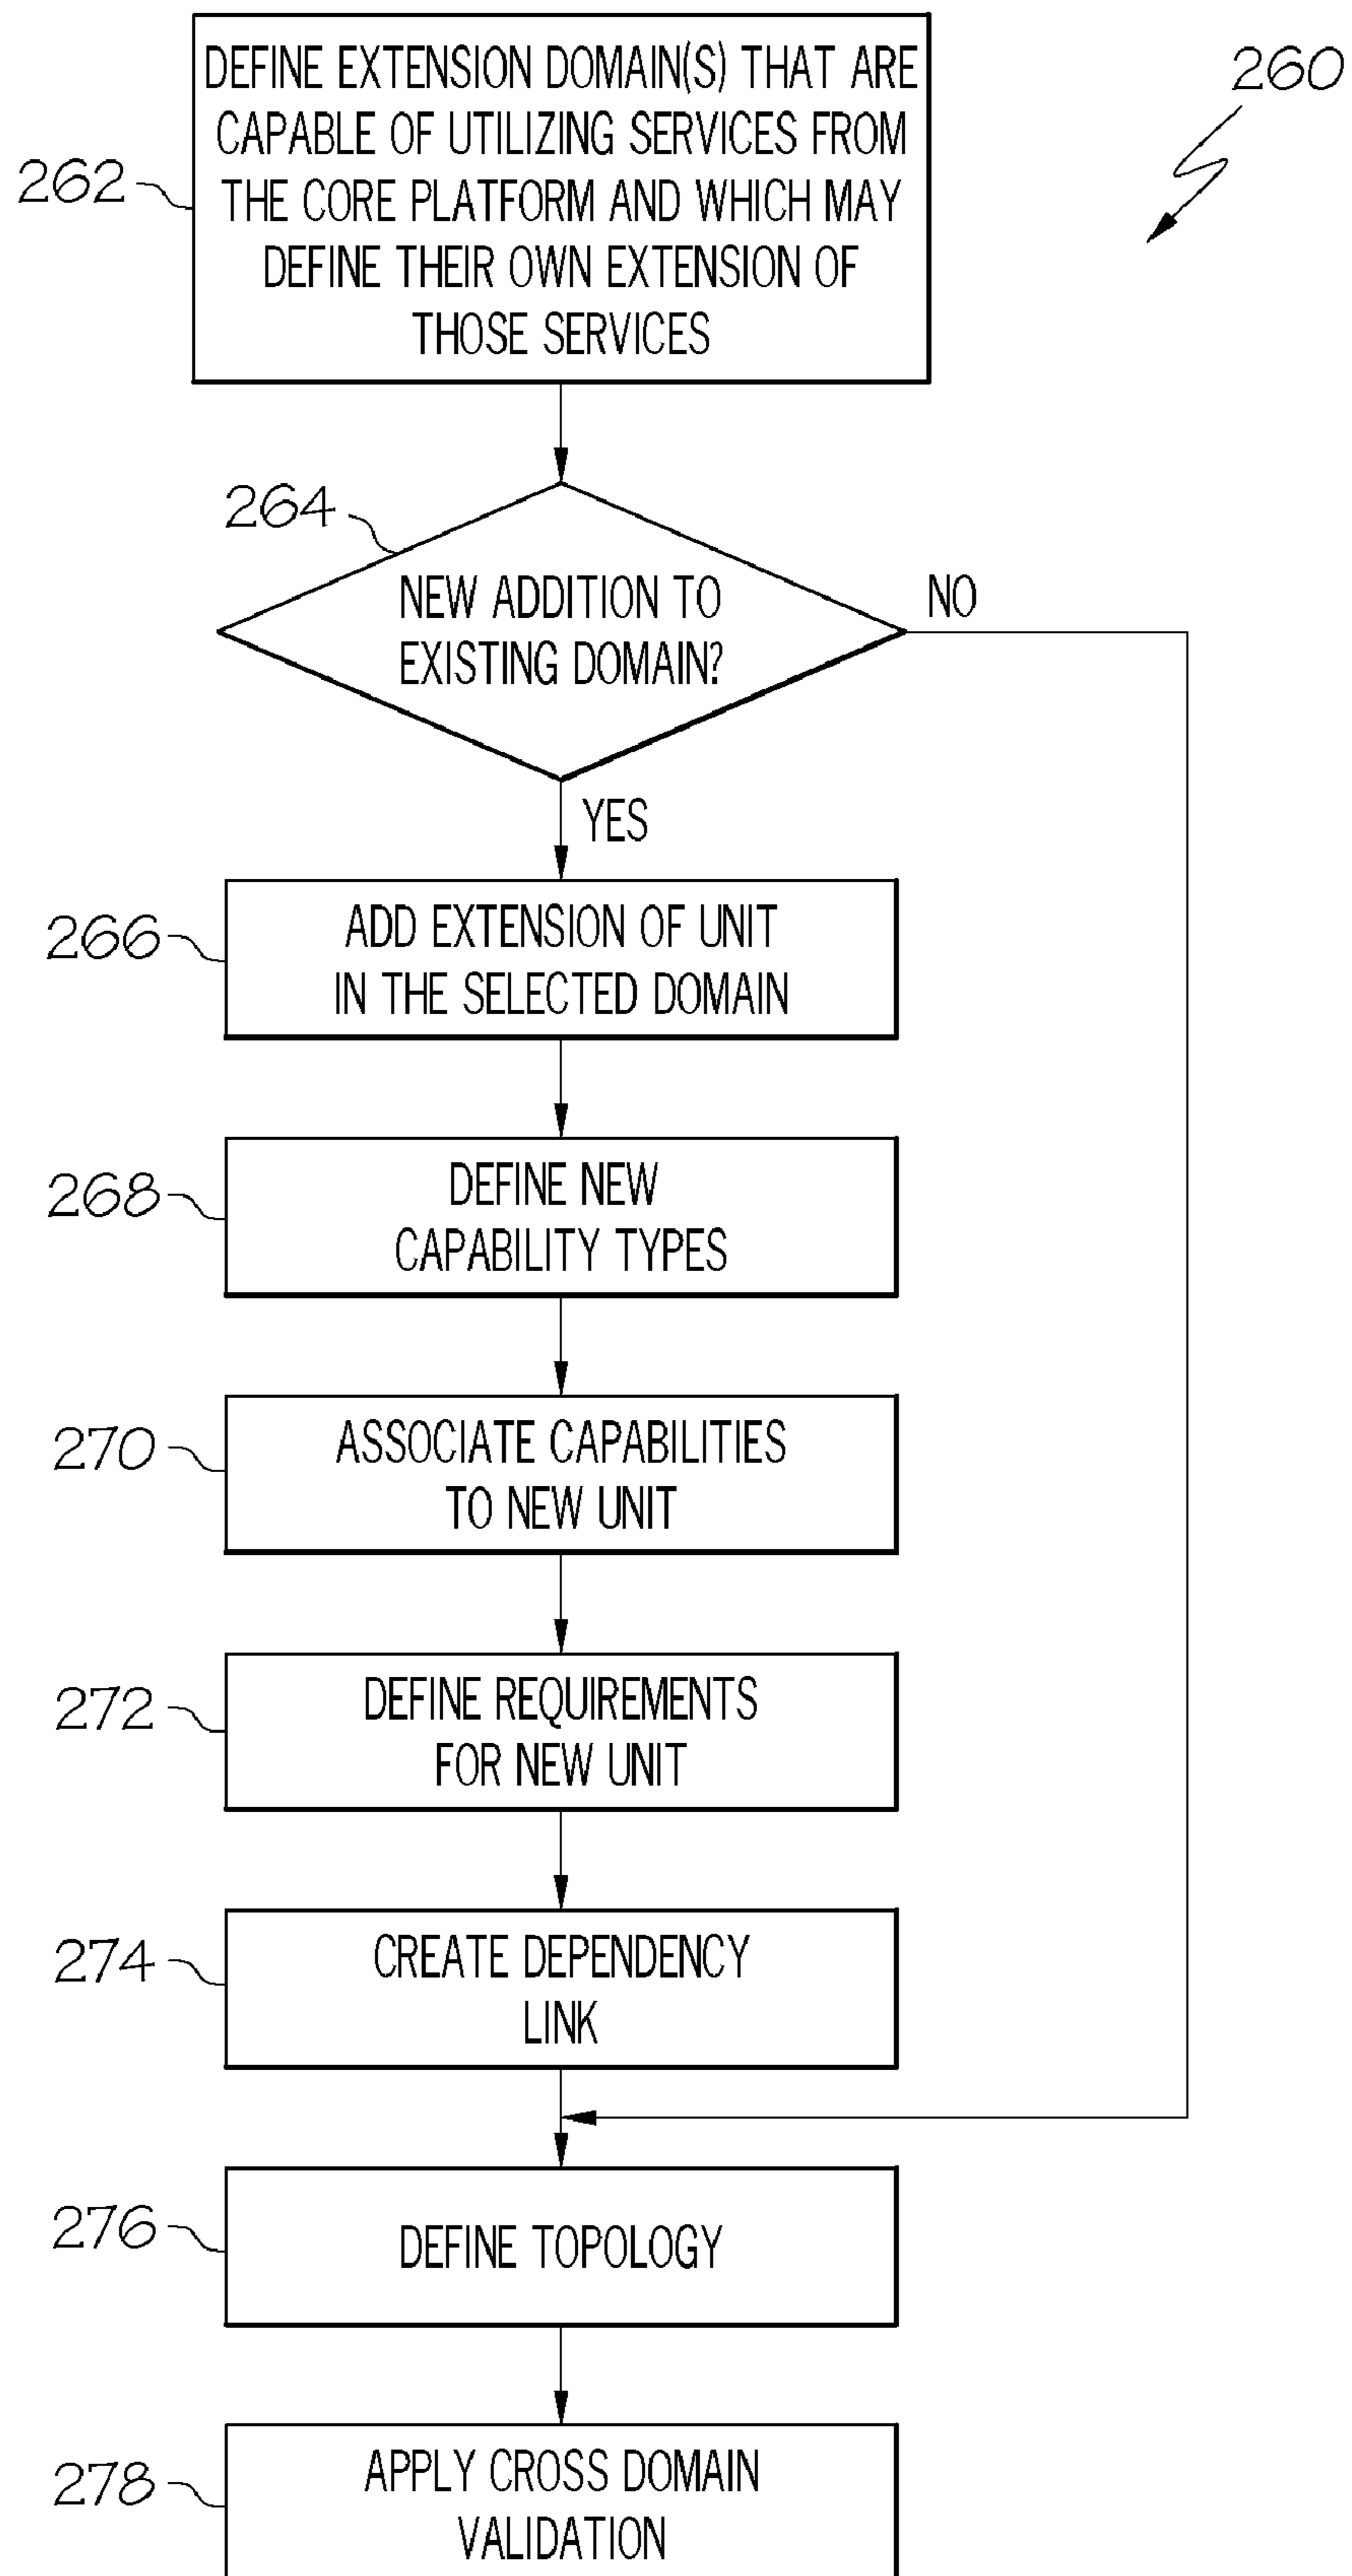 260
DEFINE EXTENSION DOMAIN(S) THAT ARE
CAPABLE OF UTILIZING SERVICES FROM
THE CORE PLATFORM AND WHICH MAY
DEFINE THEIR OWN EXTENSION OF
THOSE SERVICES
262
264
NEW ADDITION TO
EXISTING DOMAIN?
NO
YES
266
ADD EXTENSION OF UNIT
IN THE SELECTED DOMAIN
268
DEFINE NEW
CAPABILITY TYPES
270
ASSOCIATE CAPABILITIES
TO NEW UNIT
272
DEFINE REQUIREMENTS
FOR NEW UNIT
274
CREATE DEPENDENCY
LINK
276
DEFINE TOPOLOGY
278
APPLY CROSS DOMAIN
VALIDATION